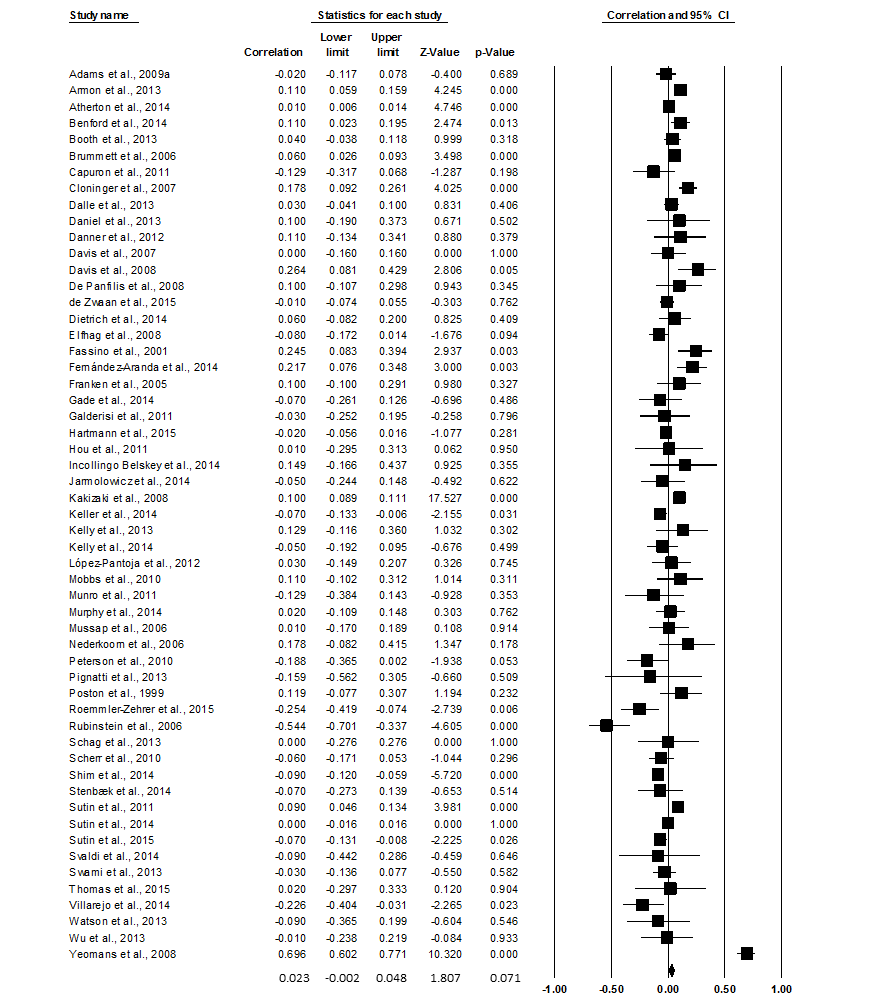 Study name Statistics for each study Correlation and 95% CI
Lower Upper
Correlation limit limit Z-Value p-Value
Adams et al., 2009a -0.020 -0.117 0.078 -0.400 0.689
Armon et al., 2013 0.110 0.059 0.159 4.245 0.000
Atherton et al., 2014 0.010 0.006 0.014 4.746 0.000
Benford et al., 2014 0.110 0.023 0.195 2.474 0.013
Booth et al., 2013 0.040 -0.038 0.118 0.999 0.318
Brummett et al., 2006 0.060 0.026 0.093 3.498 0.000
Capuron et al., 2011 -0.129 -0.317 0.068 -1.287 0.198
Cloninger et al., 2007 0.178 0.092 0.261 4.025 0.000
Dalle et al., 2013 0.030 -0.041 0.100 0.831 0.406
Daniel et al., 2013 0.100 -0.190 0.373 0.671 0.502
Danner et al., 2012 0.110 -0.134 0.341 0.880 0.379
Davis et al., 2007 0.000 -0.160 0.160 0.000 1.000
Davis et al., 2008 0.264 0.081 0.429 2.806 0.005
De Panfilis et al., 2008 0.100 -0.107 0.298 0.943 0.345
de Zwaan et al., 2015 -0.010 -0.074 0.055 -0.303 0.762
Dietrich et al., 2014 0.060 -0.082 0.200 0.825 0.409
Elfhag et al., 2008 -0.080 -0.172 0.014 -1.676 0.094
Fassino et al., 2001 0.245 0.083 0.394 2.937 0.003
Fernández-Aranda et al., 2014 0.217 0.076 0.348 3.000 0.003
Franken et al., 2005 0.100 -0.100 0.291 0.980 0.327
Gade et al., 2014 -0.070 -0.261 0.126 -0.696 0.486
Galderisi et al., 2011 -0.030 -0.252 0.195 -0.258 0.796
Hartmann et al., 2015 -0.020 -0.056 0.016 -1.077 0.281
Hou et al., 2011 0.010 -0.295 0.313 0.062 0.950
Incollingo Belskey et al., 2014 0.149 -0.166 0.437 0.925 0.355
Jarmolowicz et al., 2014 -0.050 -0.244 0.148 -0.492 0.622
Kakizaki et al., 2008 0.100 0.089 0.111 17.527 0.000
Keller et al., 2014 -0.070 -0.133 -0.006 -2.155 0.031
Kelly et al., 2013 0.129 -0.116 0.360 1.032 0.302
Kelly et al., 2014 -0.050 -0.192 0.095 -0.676 0.499
López-Pantoja et al., 2012 0.030 -0.149 0.207 0.326 0.745
Mobbs et al., 2010 0.110 -0.102 0.312 1.014 0.311
Munro et al., 2011 -0.129 -0.384 0.143 -0.928 0.353
Murphy et al., 2014 0.020 -0.109 0.148 0.303 0.762
Mussap et al., 2006 0.010 -0.170 0.189 0.108 0.914
Nederkoorn et al., 2006 0.178 -0.082 0.415 1.347 0.178
Peterson et al., 2010 -0.188 -0.365 0.002 -1.938 0.053
Pignatti et al., 2013 -0.159 -0.562 0.305 -0.660 0.509
Poston et al., 1999 0.119 -0.077 0.307 1.194 0.232
Roemmler-Zehrer et al., 2015 -0.254 -0.419 -0.074 -2.739 0.006
Rubinstein et al., 2006 -0.544 -0.701 -0.337 -4.605 0.000
Schag et al., 2013 0.000 -0.276 0.276 0.000 1.000
Scherr et al., 2010 -0.060 -0.171 0.053 -1.044 0.296
Shim et al., 2014 -0.090 -0.120 -0.059 -5.720 0.000
Stenbæk et al., 2014 -0.070 -0.273 0.139 -0.653 0.514
Sutin et al., 2011 0.090 0.046 0.134 3.981 0.000
Sutin et al., 2014 0.000 -0.016 0.016 0.000 1.000
Sutin et al., 2015 -0.070 -0.131 -0.008 -2.225 0.026
Svaldi et al., 2014 -0.090 -0.442 0.286 -0.459 0.646
Swami et al., 2013 -0.030 -0.136 0.077 -0.550 0.582
Thomas et al., 2015 0.020 -0.297 0.333 0.120 0.904
Villarejo et al., 2014 -0.226 -0.404 -0.031 -2.265 0.023
Watson et al., 2013 -0.090 -0.365 0.199 -0.604 0.546
Wu et al., 2013 -0.010 -0.238 0.219 -0.084 0.933
Yeomans et al., 2008 0.696 0.602 0.771 10.320 0.000
0.023 -0.002 0.048 1.807 0.071
-1.00 -0.50 0.00 0.50 1.00